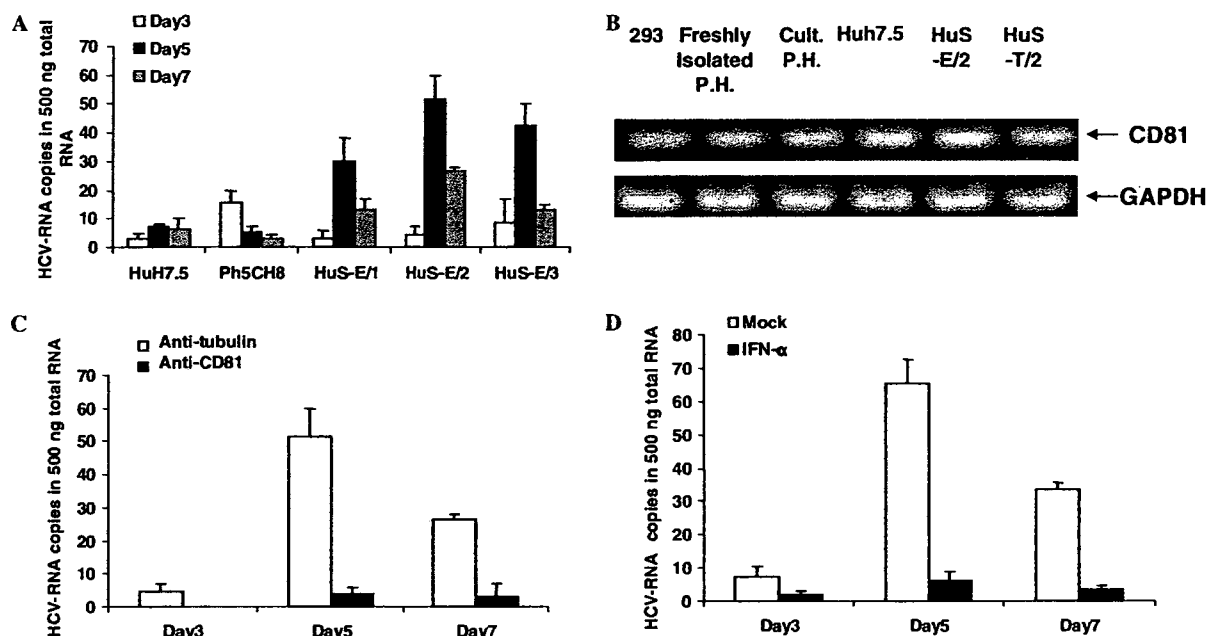 A
Day3
Day5
Day7
HCV-RNA copies in 500 ng total
RNA
70
60
50
40
30
20
10
0
HuH7.5
Ph5CH8
HuS-E/1
HuS-E/2
HuS-E/3
B
293
Freshly
Isolated
P.H.
Cult.
P.H.
Huh7.5
HuS
-E/2
HuS
-T/2
CD81
GAPDH
C
Anti-tubulin
Anti-CD81
HCV-RNA copies in 500 ng total RNA
70
60
50
40
30
20
10
0
Day3
Day5
Day7
D
Mock
IFN-α
HCV-RNA copies in 500 ng total RNA
80
70
60
50
40
30
20
10
0
Day3
Day5
Day7